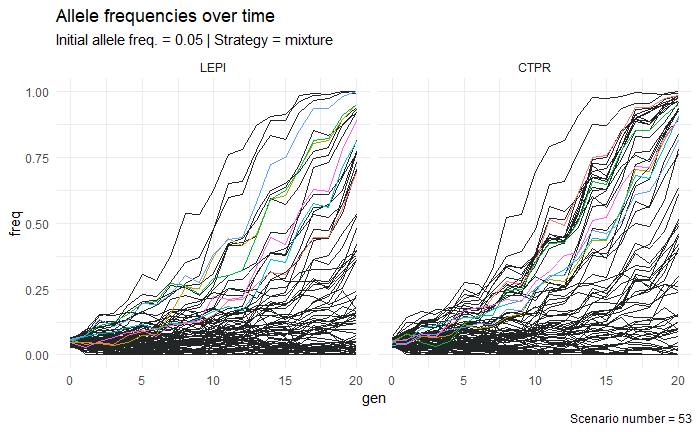 Allele frequencies over time
Initial allele freq. = 0.05 | Strategy = mixture
LEPI
CTPR
1.00
0.75
0.50
0.25
0.00
freq
0 5 10 15 20
0 5 10 15 20
gen
Scenario number = 53